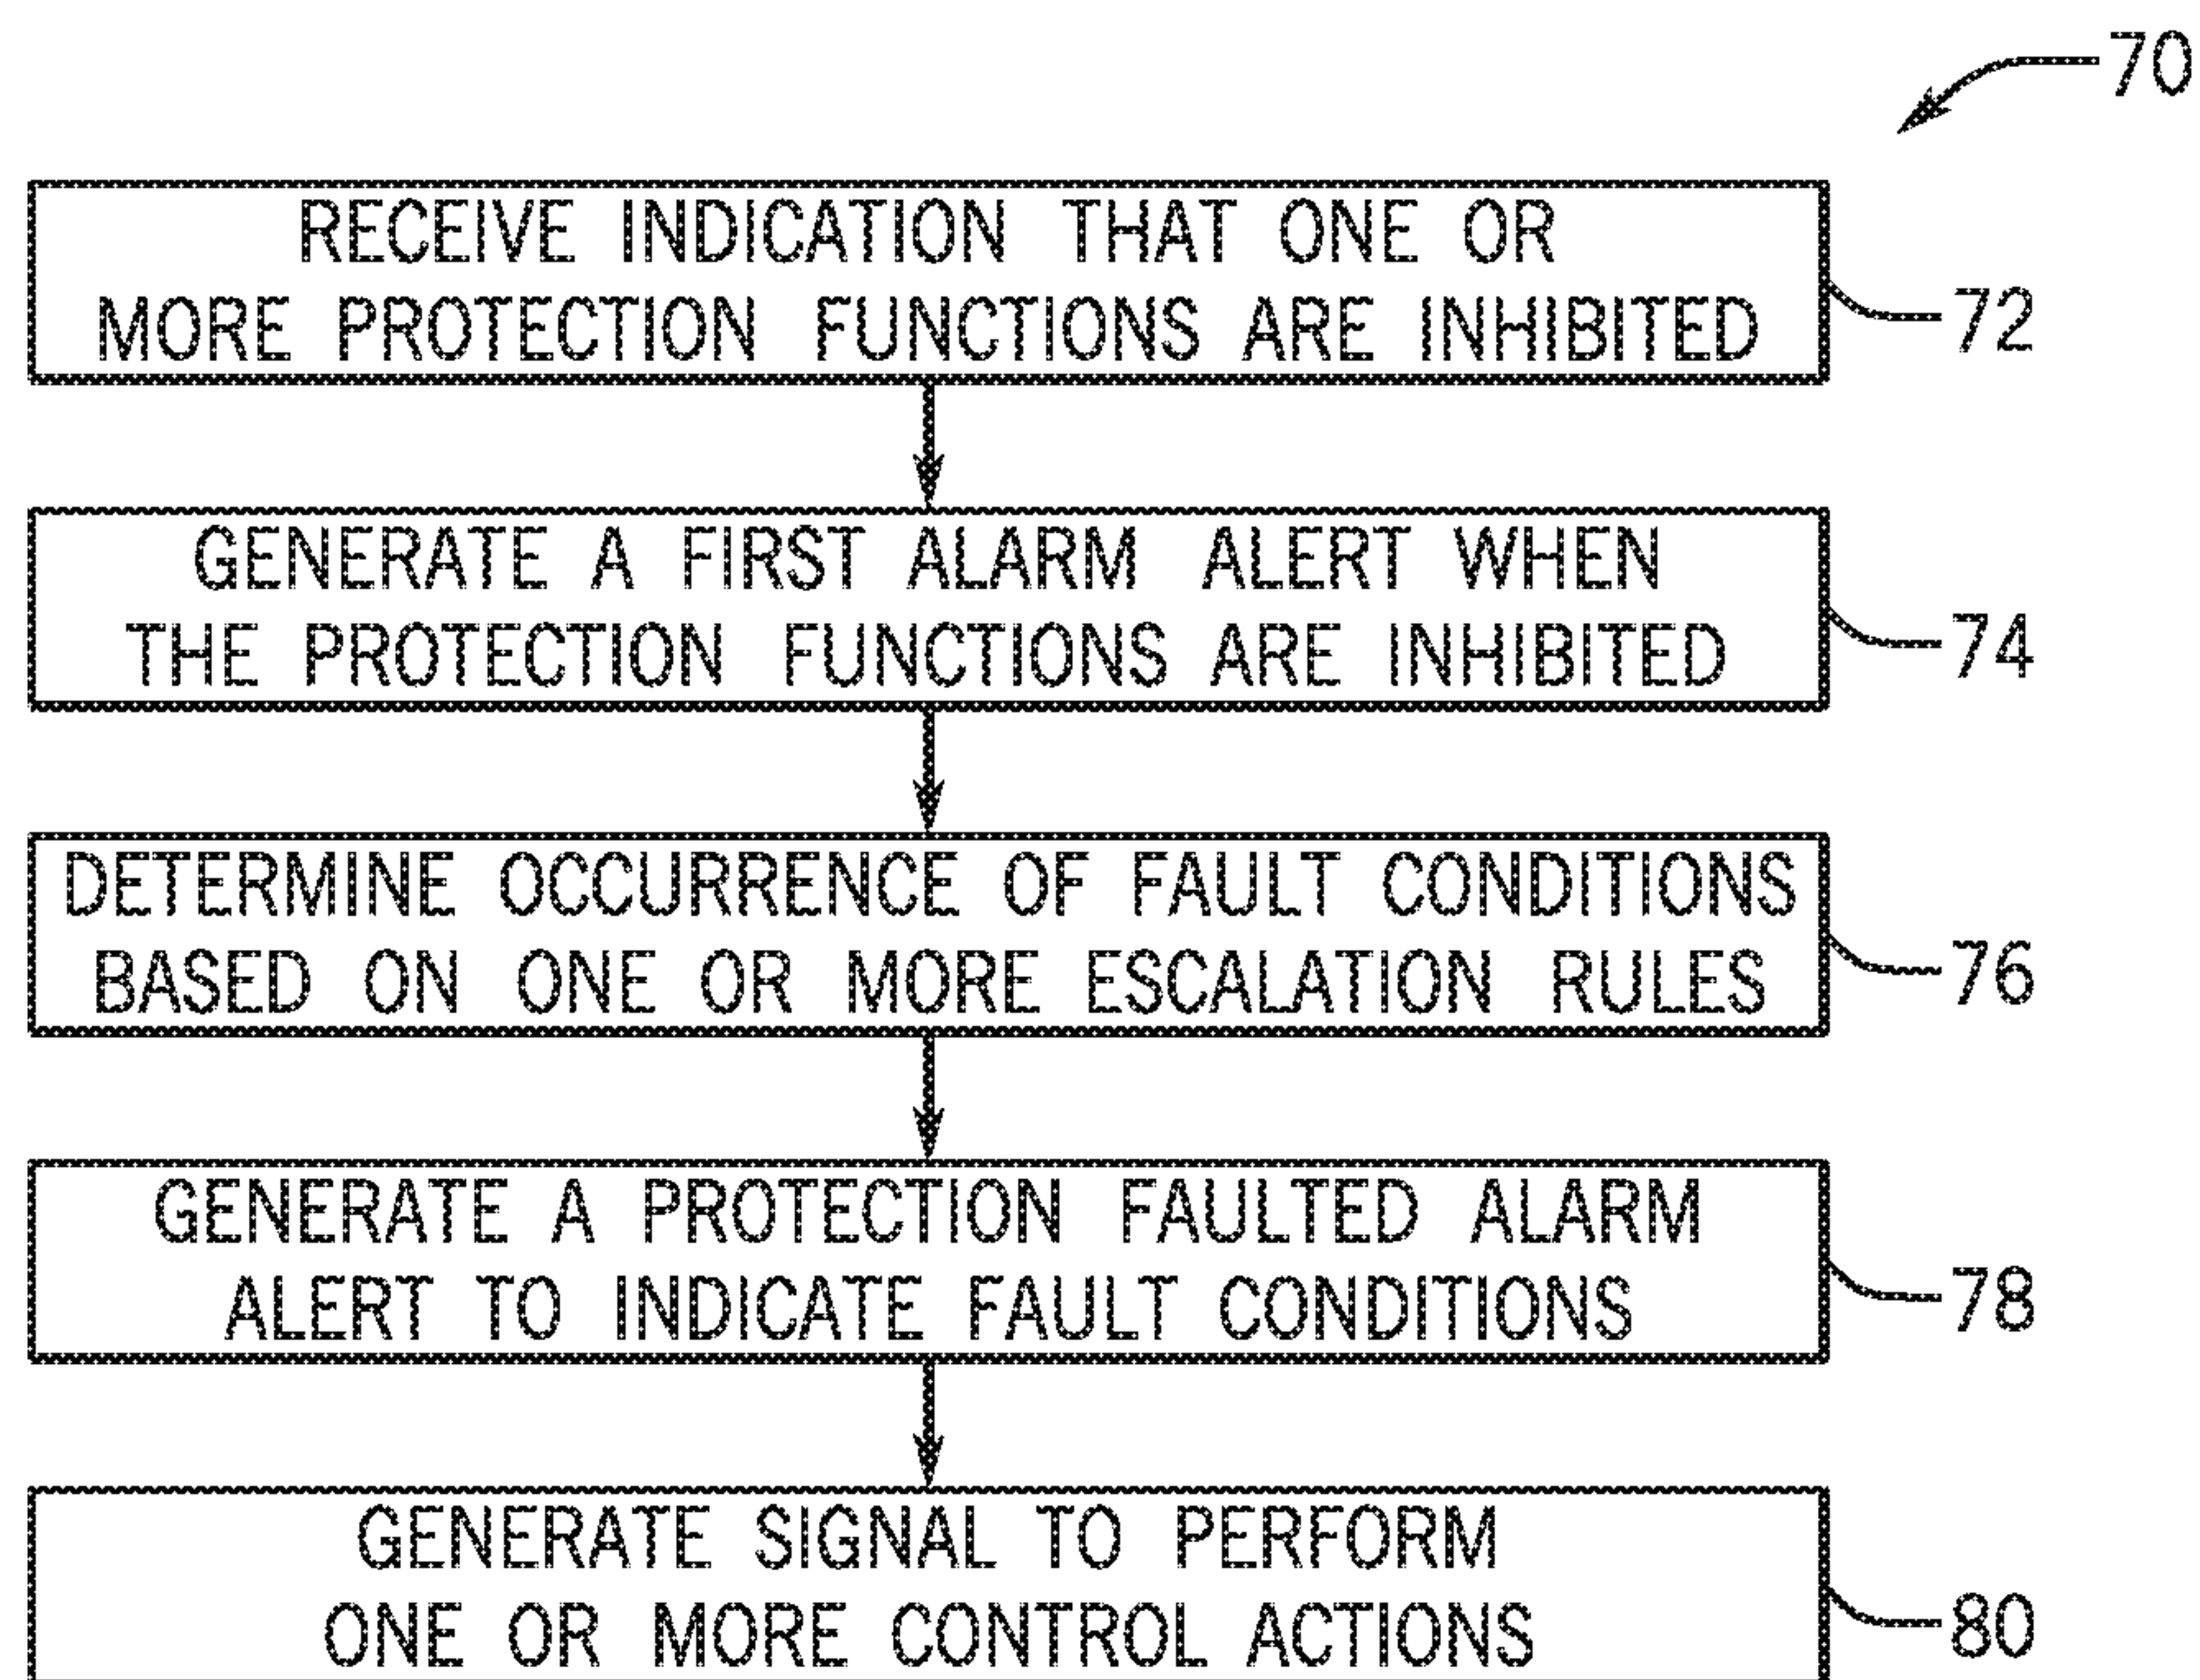 70
RECEIVE INDICATION THAT ONE OR
MORE PROTECTION FUNCTIONS ARE INHIBITED
72
GENERATE A FIRST ALARM ALERT WHEN
THE PROTECTION FUNCTIONS ARE INHIBITED
74
DETERMINE OCCURRENCE OF FAULT CONDITIONS
BASED ON ONE OR MORE ESCALATION RULES
76
GENERATE A PROTECTION FAULTED ALARM
ALERT TO INDICATE FAULT CONDITIONS
78
GENERATE SIGNAL TO PERFORM
ONE OR MORE CONTROL ACTIONS
80